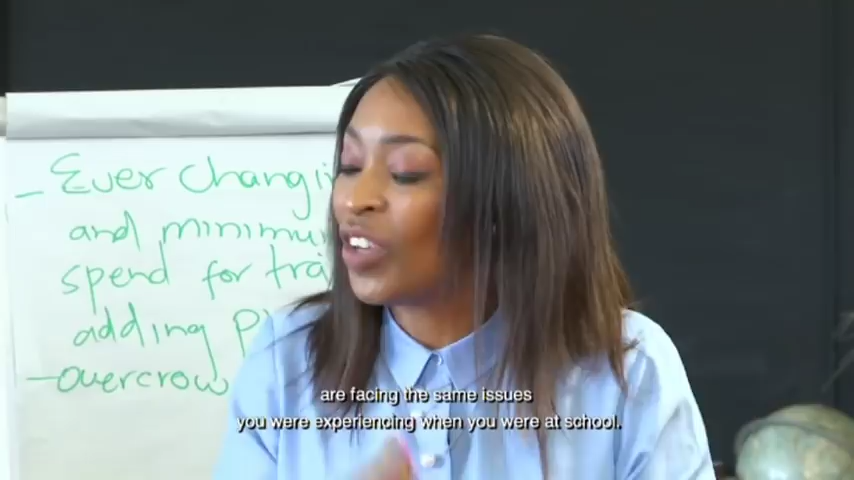 - Ever changi
and minimu
spend for tra
adding p
- overcrow
are facing the same issues
you were experiencing when you were at school.